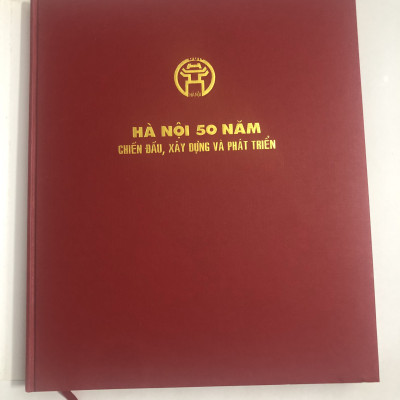 HÀ NỘI 50 NĂM
CHIẾN ĐẤU, XÂY DỰNG VÀ PHÁT TRIỂN